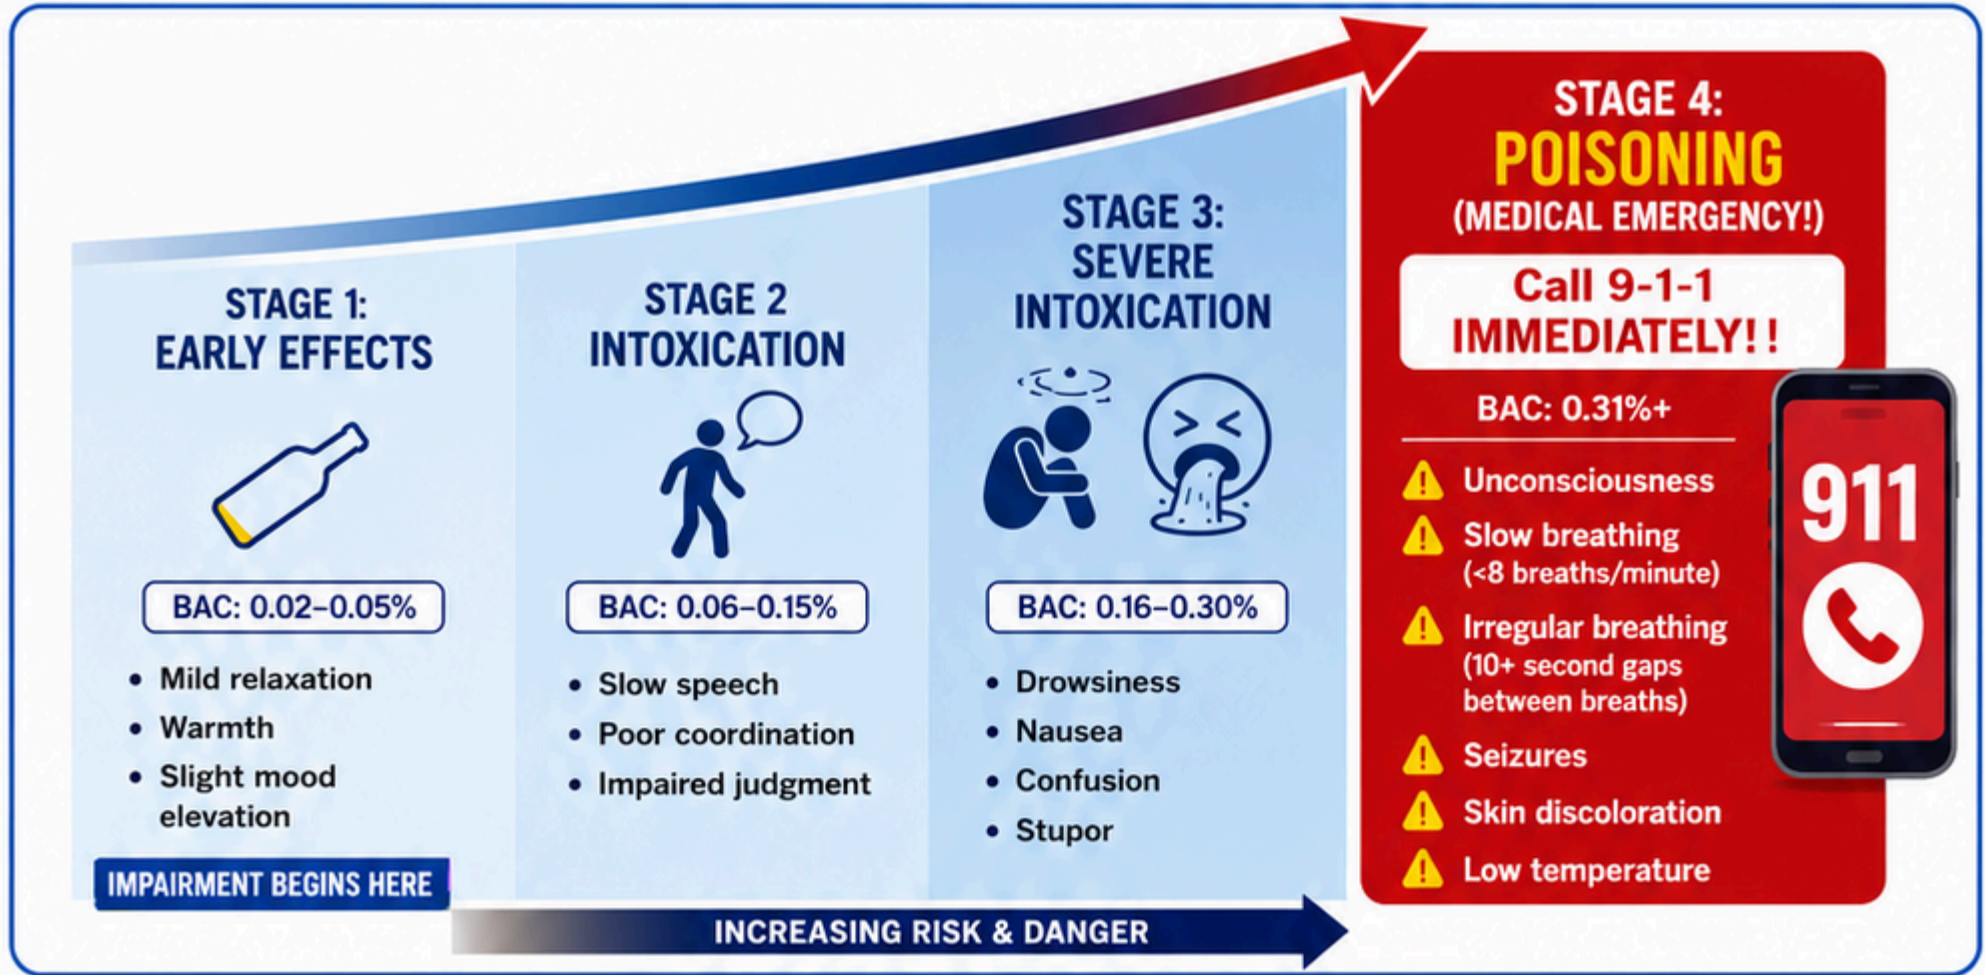 STAGE 1:
EARLY EFFECTS
BAC: 0.02–0.05%
• Mild relaxation
• Warmth
• Slight mood
elevation
IMPAIRMENT BEGINS HERE
STAGE 2
INTOXICATION
BAC: 0.06–0.15%
• Slow speech
• Poor coordination
• Impaired judgment
STAGE 3:
SEVERE
INTOXICATION
BAC: 0.16–0.30%
• Drowsiness
• Nausea
• Confusion
• Stupor
INCREASING RISK & DANGER
STAGE 4:
POISONING
(MEDICAL EMERGENCY!)
Call 9-1-1
IMMEDIATELY!!
BAC: 0.31%+
Unconsciousness
Slow breathing
(<8 breaths/minute)
Irregular breathing
(10+ second gaps
between breaths)
Seizures
Skin discoloration
Low temperature
911